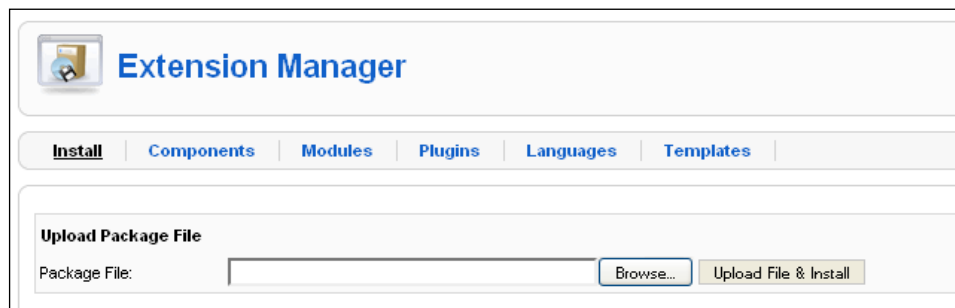 Extension Manager
Install Components Modules Plugins Languages Templates
Upload Package File
Package File: Browse... Upload File & Install